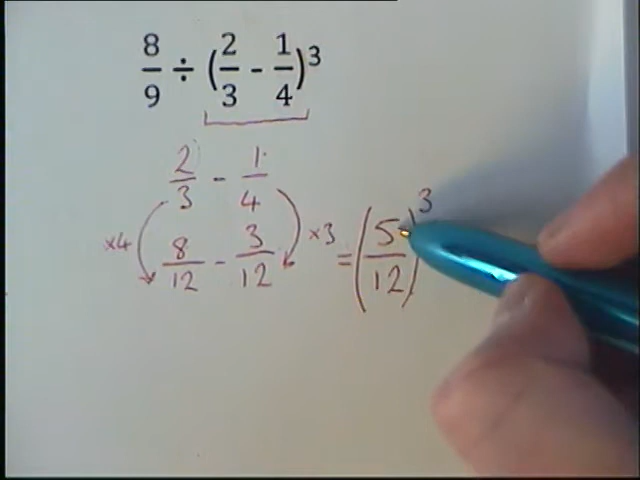 8/9 ÷ (2/3 - 1/4)³
2/3 - 1/4
×4 8/12 - 3/12 ×3 = (5/12)³